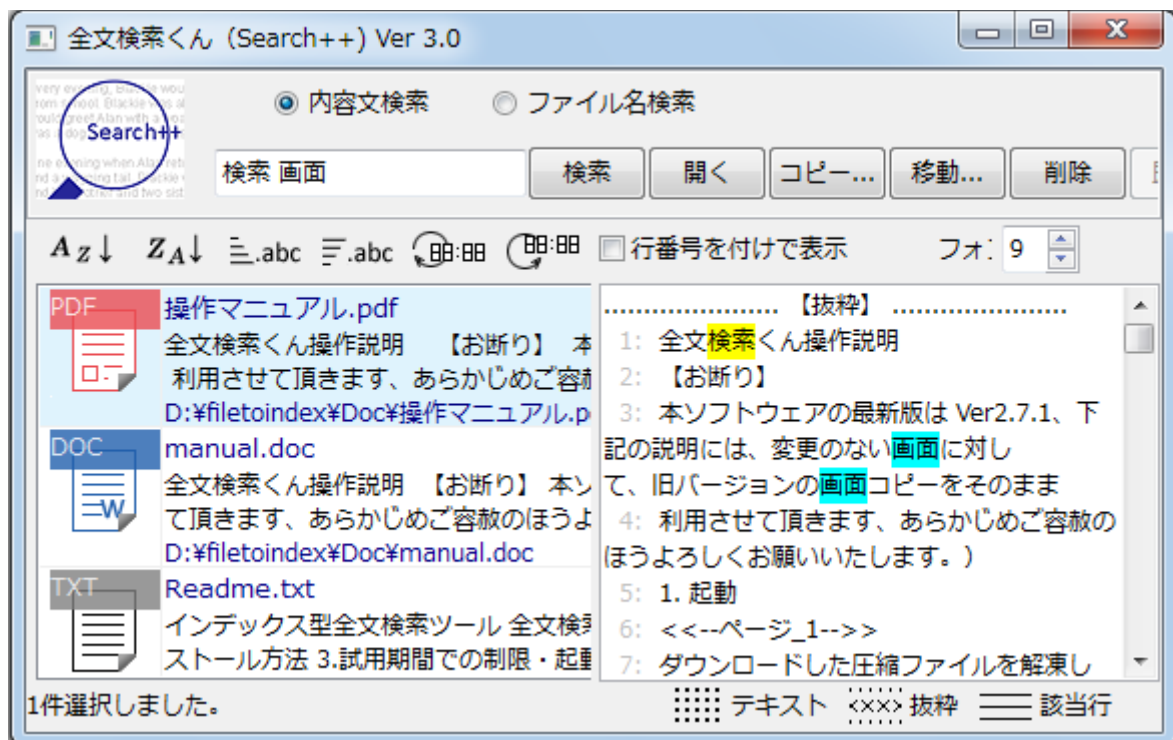 全文検索くん（Search++) Ver 3.0
Search++
内容文検索
ファイル名検索
検索 画面
検索
開く
コピー...
移動...
削除
A Z↓
Z A↓
.abc
.abc
88:88
88:88
行番号を付けで表示
フォ
9
PDF
操作マニュアル.pdf
全文検索くん操作説明 【お断り】 本
利用させて頂きます、あらかじめご容赦
D:¥filetoindex¥Doc¥操作マニュアル.p
DOC
manual.doc
全文検索くん操作説明 【お断り】 本ソ
て頂きます、あらかじめご容赦のほうよ
D:¥filetoindex¥Doc¥manual.doc
W
TXT
Readme.txt
インデックス型全文検索ツール 全文検索
ストール方法 3.試用期間での制限・起動
...................... 【抜粋】 ......................
1: 全文検索くん操作説明
2: 【お断り】
3: 本ソフトウェアの最新版は Ver2.7.1、下
記の説明には、変更のない画面に対し
て、旧バージョンの画面コピーをそのまま
4: 利用させて頂きます、あらかじめご容赦の
ほうよろしくお願いいたします。）
5: 1. 起動
6: <<--ページ_1-->>
7: ダウンロードした圧縮ファイルを解凍し
1件選択しました。
テキスト
<xx> 抜粋
該当行